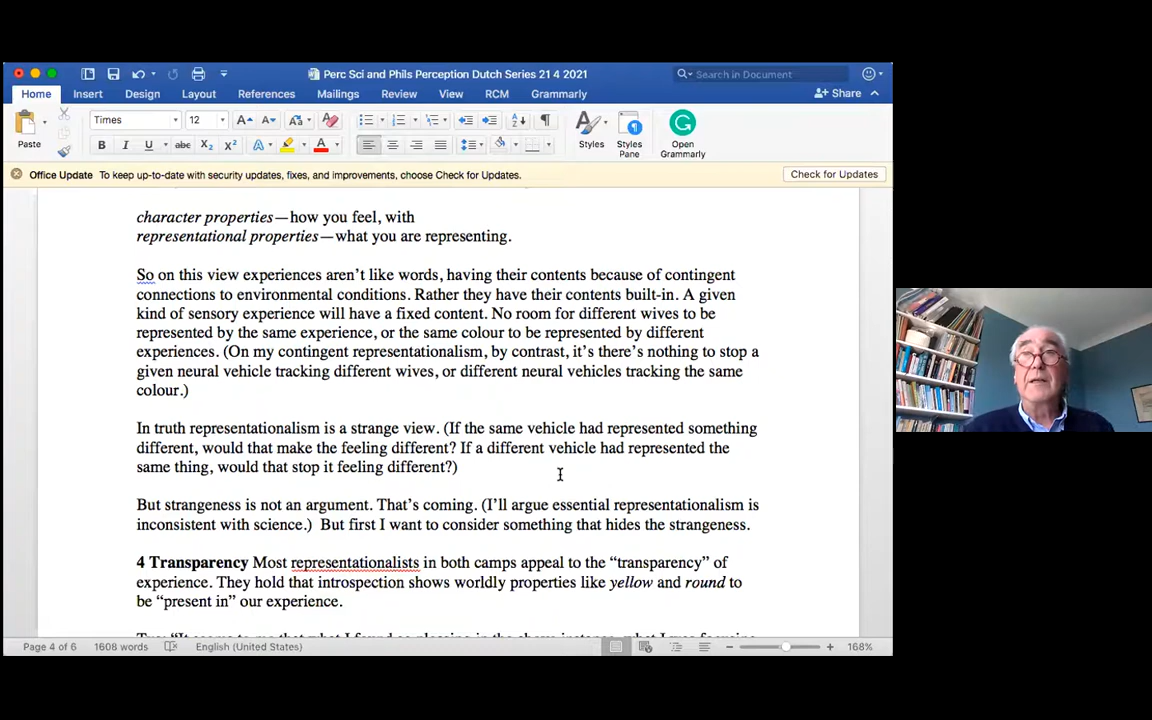 Perc Sci and Phils Perception Dutch Series 21 4 2021
Search in Document
Home Insert Design Layout References Mailings Review View RCM Grammarly
Share
Paste
Times
12
Styles
Styles Pane
Open Grammarly
Office Update To keep up-to-date with security updates, fixes, and improvements, choose Check for Updates.
Check for Updates
character properties—how you feel, with
representational properties—what you are representing.
So on this view experiences aren't like words, having their contents because of contingent
connections to environmental conditions. Rather they have their contents built-in. A given
kind of sensory experience will have a fixed content. No room for different wives to be
represented by the same experience, or the same colour to be represented by different
experiences. (On my contingent representationalism, by contrast, it's there's nothing to stop a
given neural vehicle tracking different wives, or different neural vehicles tracking the same
colour.)
In truth representationalism is a strange view. (If the same vehicle had represented something
different, would that make the feeling different? If a different vehicle had represented the
same thing, would that stop it feeling different?)
But strangeness is not an argument. That's coming. (I'll argue essential representationalism is
inconsistent with science.) But first I want to consider something that hides the strangeness.
4 Transparency Most representationalists in both camps appeal to the “transparency” of
experience. They hold that introspection shows worldly properties like yellow and round to
be “present in” our experience.
Page 4 of 6
1608 words
English (United States)
168%